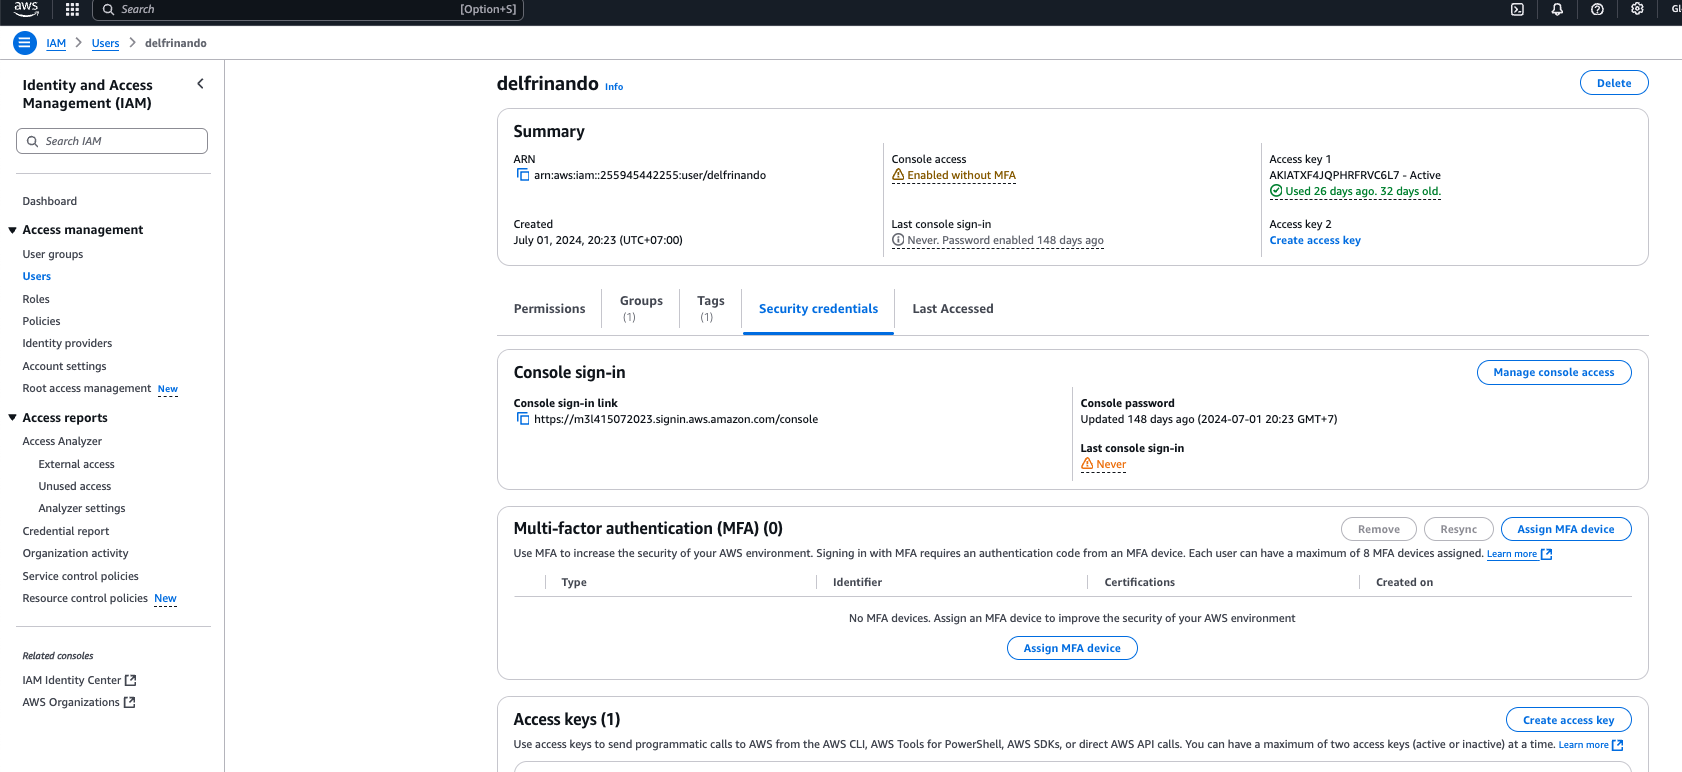 aws
Search
[Option+S]
Gl
IAM
Users
delfrinando
Identity and Access
Management (IAM)
Search IAM
Dashboard
Access management
User groups
Users
Roles
Policies
Identity providers
Account settings
Root access management New
Access reports
Access Analyzer
External access
Unused access
Analyzer settings
Credential report
Organization activity
Service control policies
Resource control policies New
Related consoles
IAM Identity Center
AWS Organizations
delfrinando Info
Delete
Summary
ARN
arn:aws:iam::255945442255:user/delfrinando
Created
July 01, 2024, 20:23 (UTC+07:00)
Console access
Enabled without MFA
Last console sign-in
Never. Password enabled 148 days ago
Access key 1
AKIATXF4JQPHRFRVC6L7 - Active
Used 26 days ago. 32 days old.
Access key 2
Create access key
Permissions
Groups
(1)
Tags
(1)
Security credentials
Last Accessed
Console sign-in
Manage console access
Console sign-in link
https://m3l415072023.signin.aws.amazon.com/console
Console password
Updated 148 days ago (2024-07-01 20:23 GMT+7)
Last console sign-in
Never
Multi-factor authentication (MFA) (0)
Remove
Resync
Assign MFA device
Use MFA to increase the security of your AWS environment. Signing in with MFA requires an authentication code from an MFA device. Each user can have a maximum of 8 MFA devices assigned. Learn more
Type
Identifier
Certifications
Created on
No MFA devices. Assign an MFA device to improve the security of your AWS environment
Assign MFA device
Access keys (1)
Create access key
Use access keys to send programmatic calls to AWS from the AWS CLI, AWS Tools for PowerShell, AWS SDKs, or direct AWS API calls. You can have a maximum of two access keys (active or inactive) at a time. Learn more